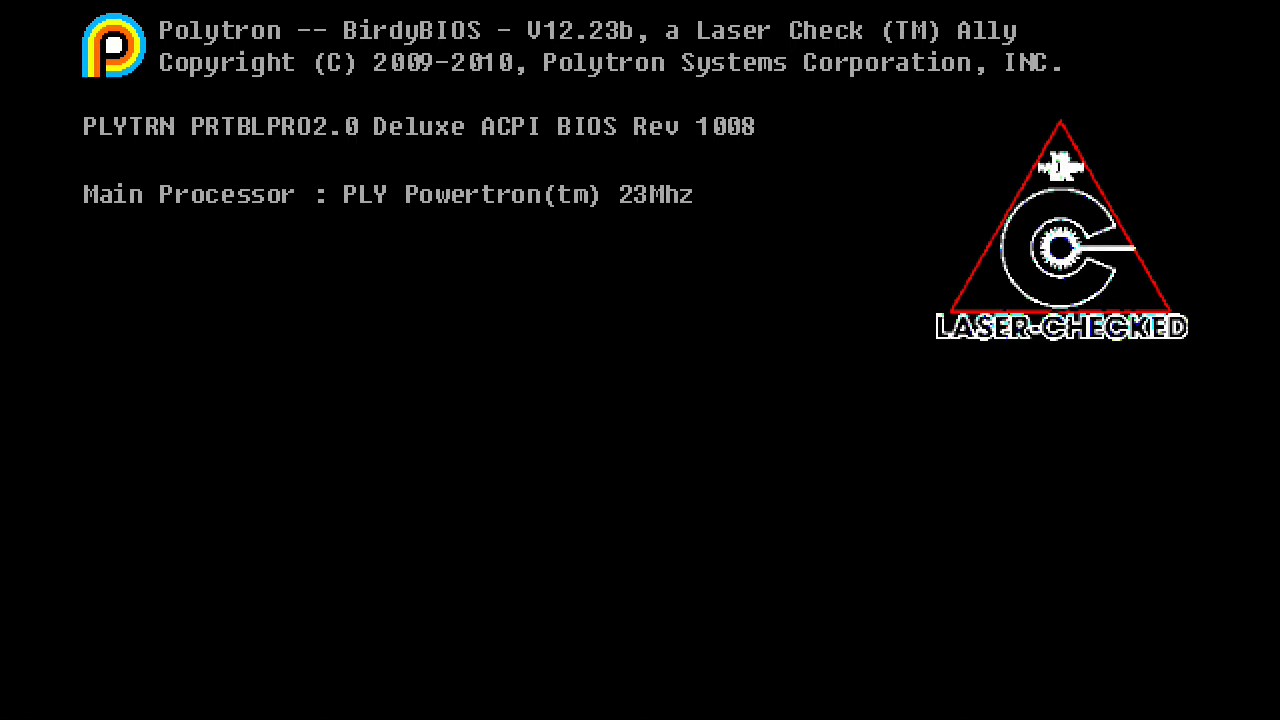 Polytron -- BirdyBIOS - V12.23b, a Laser Check (TM) Ally
Copyright (C) 2009-2010, Polytron Systems Corporation, INC.
PLYTRN PRTBLPRO2.0 Deluxe ACPI BIOS Rev 1008
Main Processor : PLY Powertron(tm) 23Mhz
LASER-CHECKED